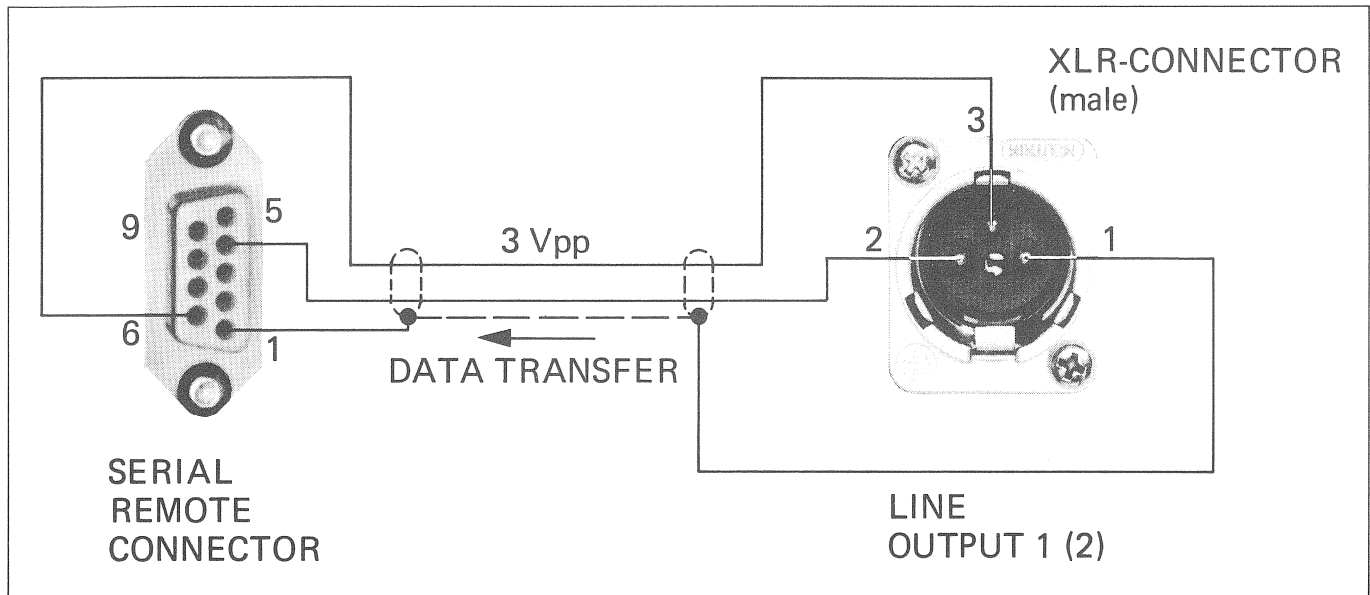 XLR-CONNECTOR
(male)
3
9
5
3 Vpp
2
1
6
1
DATA TRANSFER
SERIAL
REMOTE
CONNECTOR
LINE
OUTPUT 1 (2)